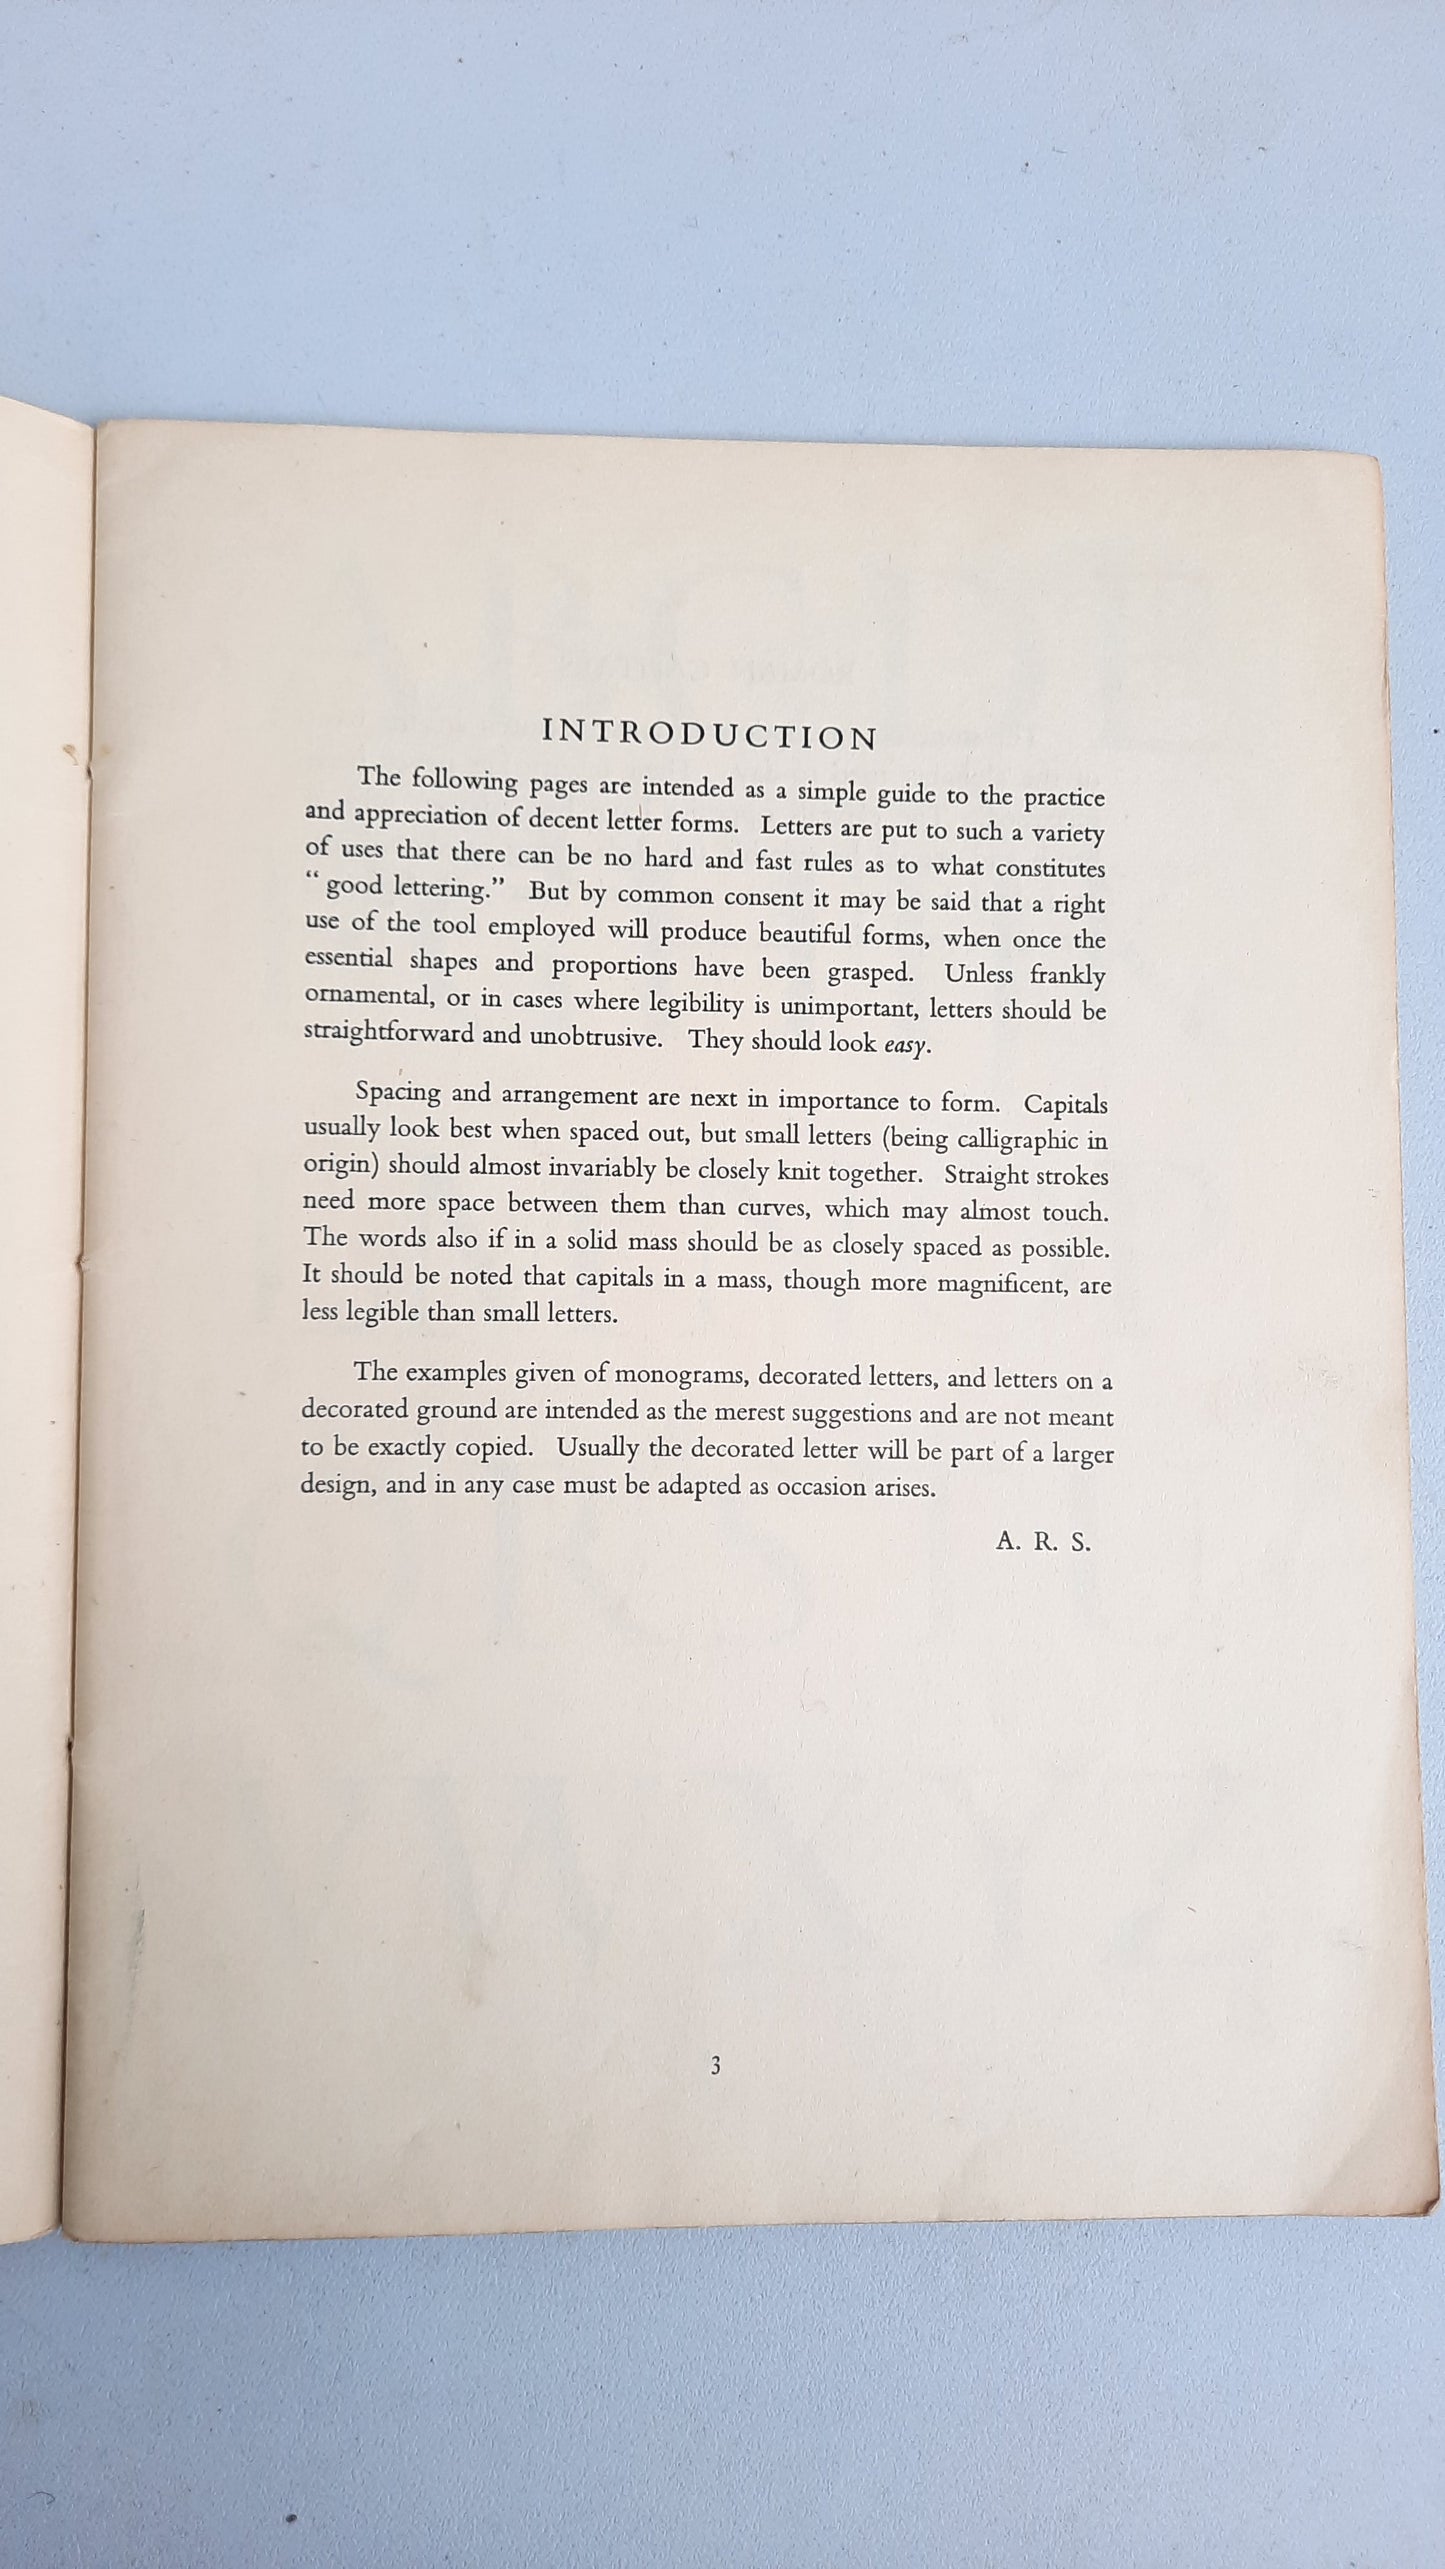 INTRODUCTION
The following pages are intended as a simple guide to the practice
and appreciation of decent letter forms. Letters are put to such a variety
of uses that there can be no hard and fast rules as to what constitutes
“ good lettering.” But by common consent it may be said that a right
use of the tool employed will produce beautiful forms, when once the
essential shapes and proportions have been grasped. Unless frankly
ornamental, or in cases where legibility is unimportant, letters should be
straightforward and unobtrusive. They should look easy.
Spacing and arrangement are next in importance to form. Capitals
usually look best when spaced out, but small letters (being calligraphic in
origin) should almost invariably be closely knit together. Straight strokes
need more space between them than curves, which may almost touch.
The words also if in a solid mass should be as closely spaced as possible.
It should be noted that capitals in a mass, though more magnificent, are
less legible than small letters.
The examples given of monograms, decorated letters, and letters on a
decorated ground are intended as the merest suggestions and are not meant
to be exactly copied. Usually the decorated letter will be part of a larger
design, and in any case must be adapted as occasion arises.
A. R. S.
3